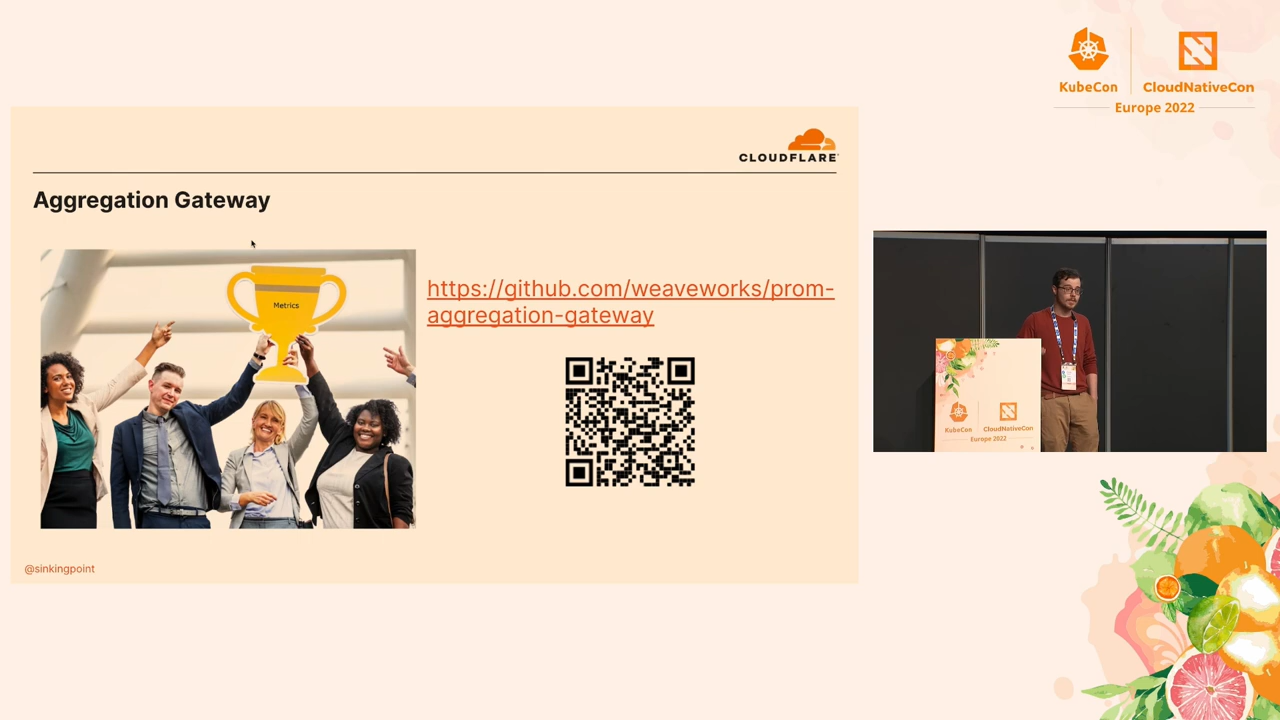 KubeCon
CloudNativeCon
Europe 2022
CLOUDFLARE
Aggregation Gateway
Metrics
https://github.com/weaveworks/prom-
aggregation-gateway
KubeCon
CloudNativeCon
Europe 2022
@sinkingpoint